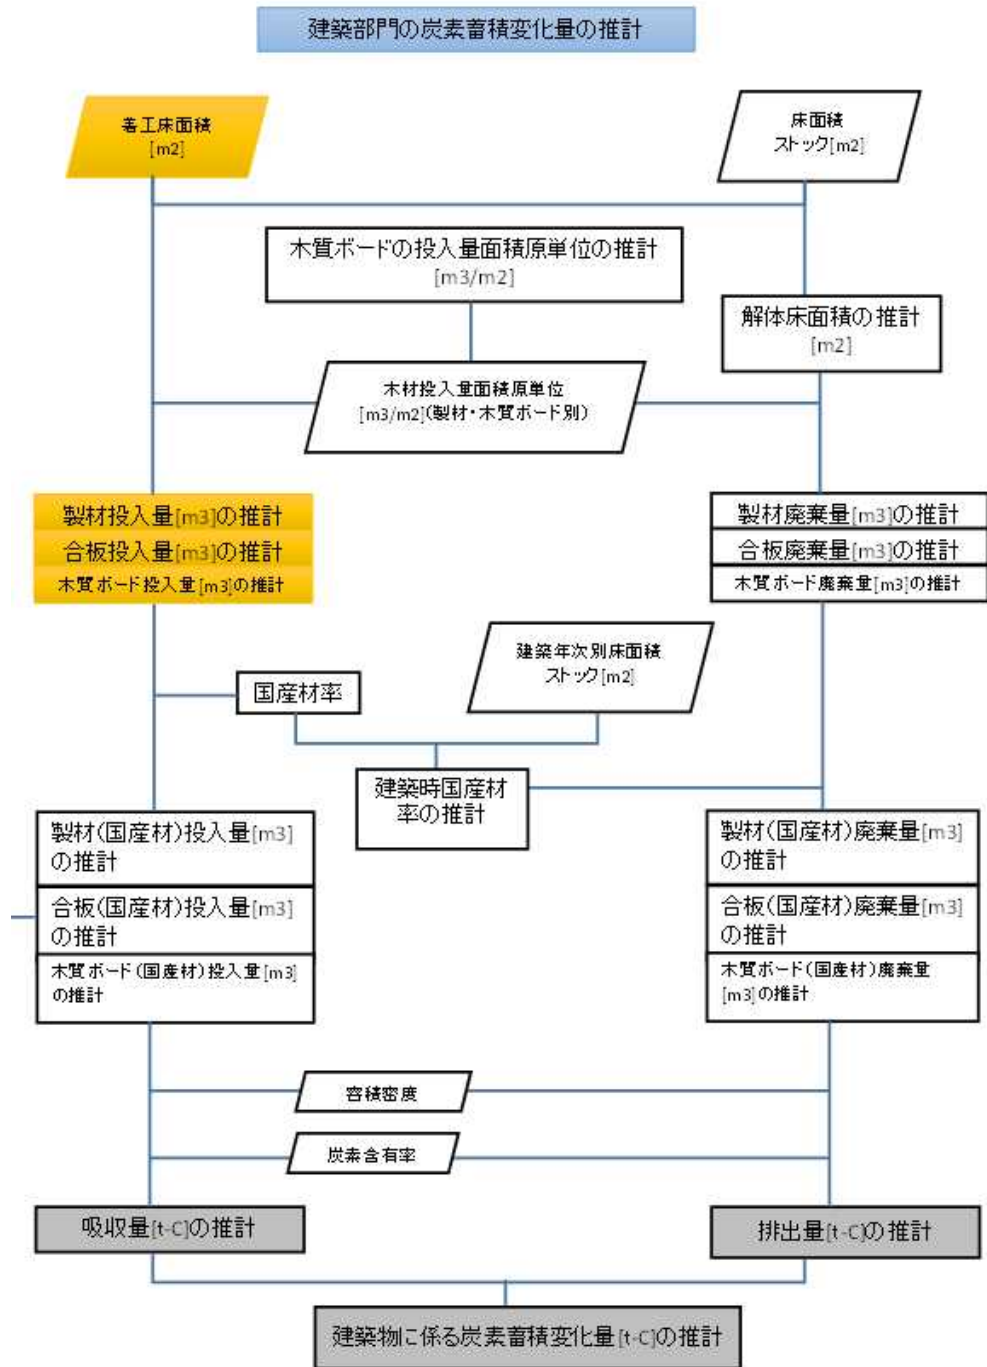 建築部門の炭素蓄積変化量の推計
着工床面積
[m2]
床面積
ストック[m2]
木質ボードの投入量面積原単位の推計
[m3/m2]
解体床面積の推計
[m2]
木材投入量面積原単位
[m3/m2](製材・木質ボード別)
製材投入量[m3]の推計
合板投入量[m3]の推計
木質ボード投入量[m3]の推計
製材廃棄量[m3]の推計
合板廃棄量[m3]の推計
木質ボード廃棄量[m3]の推計
建築年次別床面積
ストック[m2]
国産材率
建築時国産材
率の推計
製材(国産材)投入量[m3]
の推計
合板(国産材)投入量[m3]
の推計
木質ボード(国産材)投入量[m3]
の推計
製材(国産材)廃棄量[m3]
の推計
合板(国産材)廃棄量[m3]
の推計
木質ボード(国産材)廃棄量
[m3]の推計
容積密度
炭素含有率
吸収量[t-C]の推計
排出量[t-C]の推計
建築物に係る炭素蓄積変化量[t-C]の推計